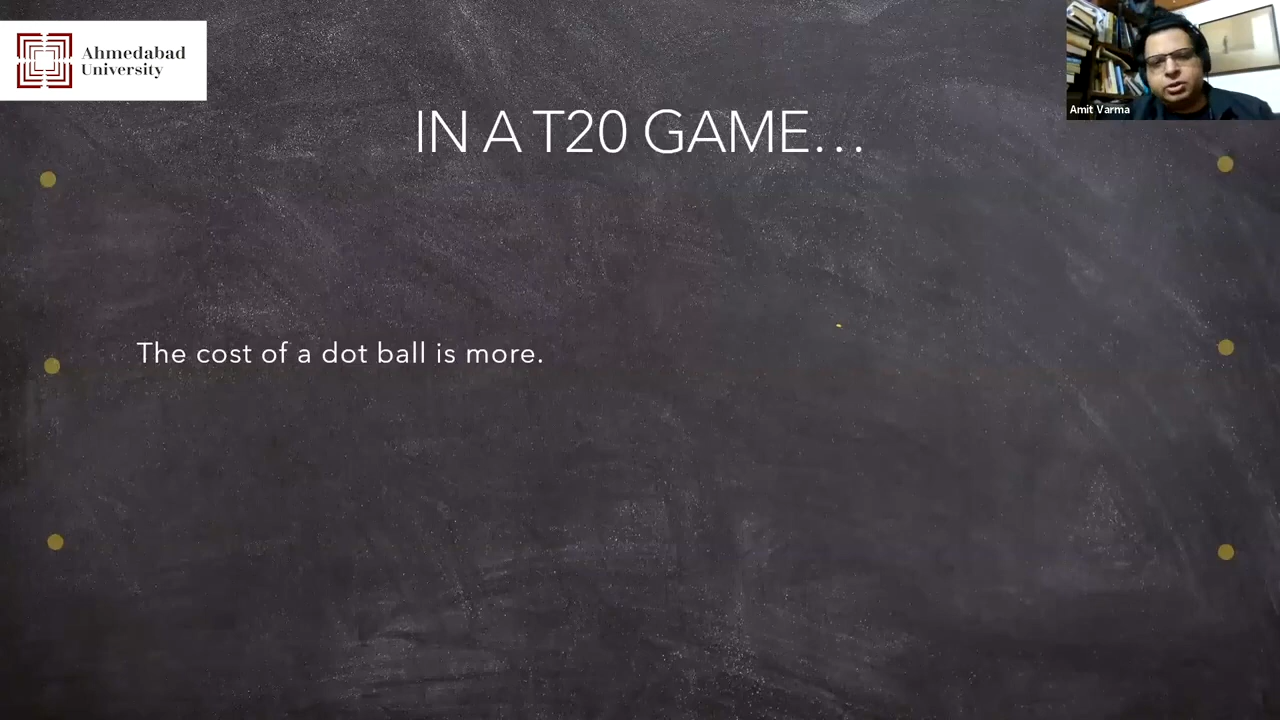 Ahmedabad
University
Amit Varma
IN A T20 GAME...
The cost of a dot ball is more.